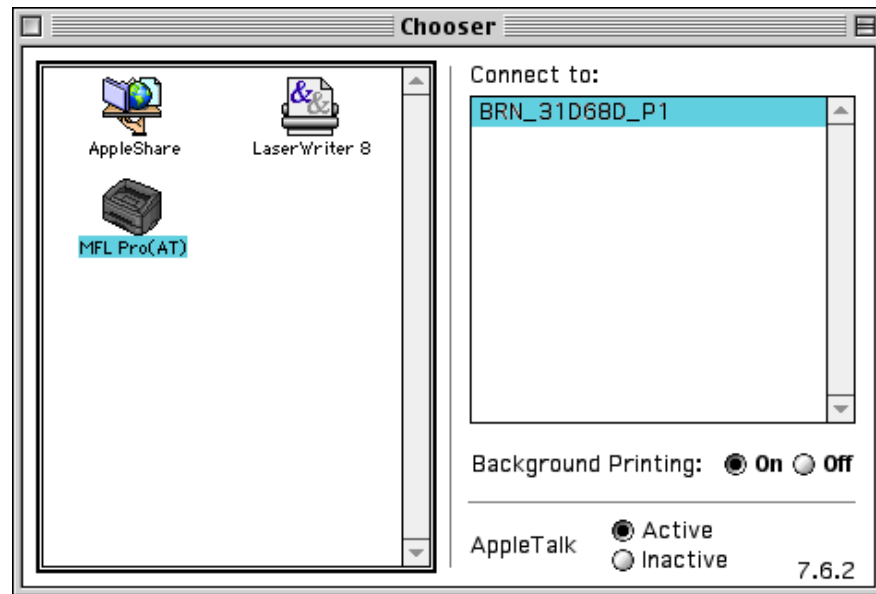 Chooser
AppleShare
LaserWriter 8
MFL Pro(AT)
Connect to:
BRN_31D68D_P1
Background Printing: On Off
AppleTalk
Active
Inactive
7.6.2